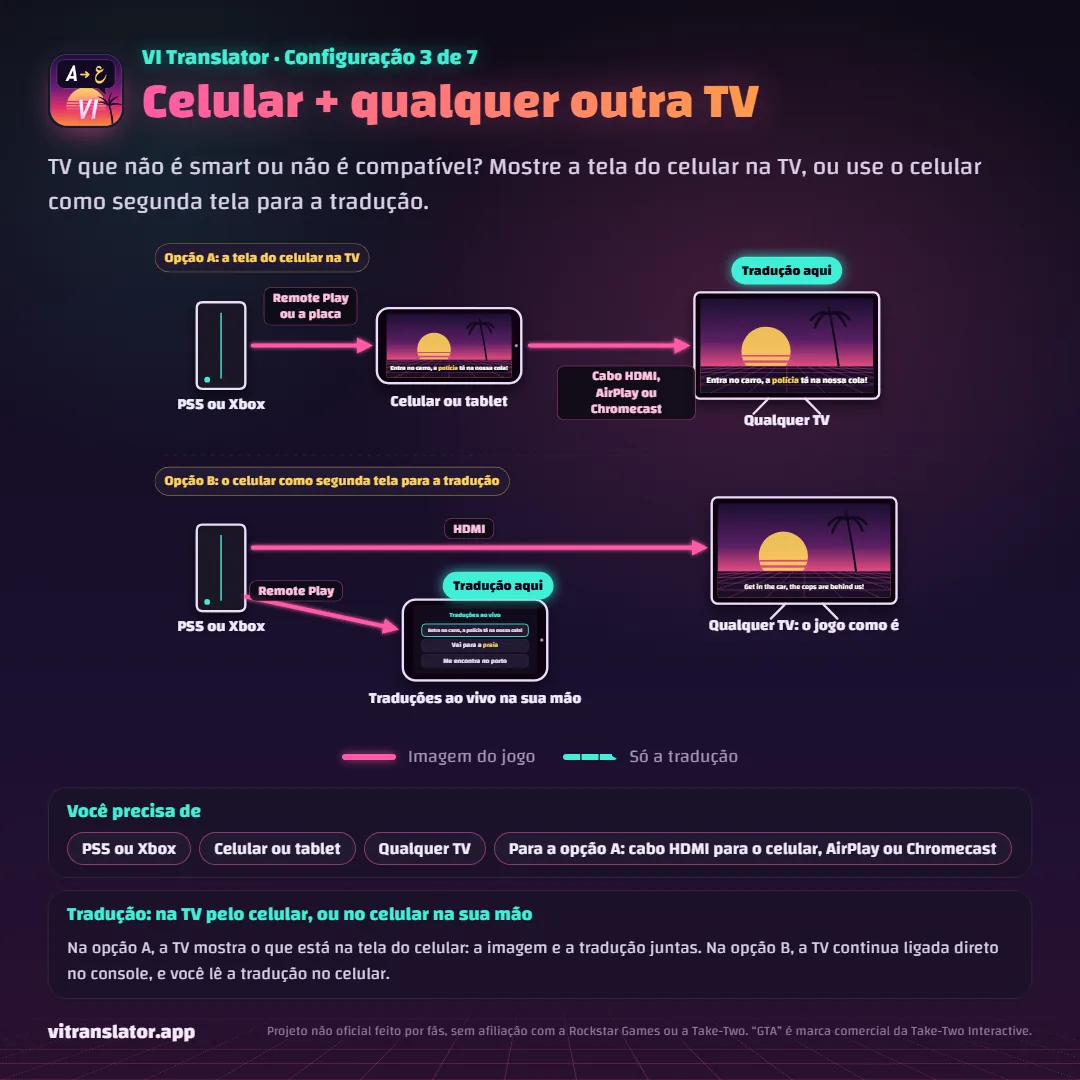 A→ع
VI
VI Translator · Configuração 3 de 7
Celular + qualquer outra TV
TV que não é smart ou não é compatível? Mostre a tela do celular na TV, ou use o celular
como segunda tela para a tradução.
Opção A: a tela do celular na TV
Tradução aqui
Remote Play
ou a placa
Entra no carro, a polícia tá na nossa cola!
Entra no carro, a polícia tá na nossa cola!
Cabo HDMI,
AirPlay ou
Chromecast
PS5 ou Xbox
Celular ou tablet
Qualquer TV
Opção B: o celular como segunda tela para a tradução
HDMI
Get in the car, the cops are behind us!
Remote Play
Tradução aqui
Traduções ao vivo
Entra no carro, a polícia tá na nossa cola!
Vai para a praia
Me encontra no porto
PS5 ou Xbox
Qualquer TV: o jogo como é
Traduções ao vivo na sua mão
Imagem do jogo
Só a tradução
Você precisa de
PS5 ou Xbox
Celular ou tablet
Qualquer TV
Para a opção A: cabo HDMI para o celular, AirPlay ou Chromecast
Tradução: na TV pelo celular, ou no celular na sua mão
Na opção A, a TV mostra o que está na tela do celular: a imagem e a tradução juntas. Na opção B, a TV continua ligada direto
no console, e você lê a tradução no celular.
vitranslator.app
Projeto não oficial feito por fãs, sem afiliação com a Rockstar Games ou a Take-Two. “GTA” é marca comercial da Take-Two Interactive.